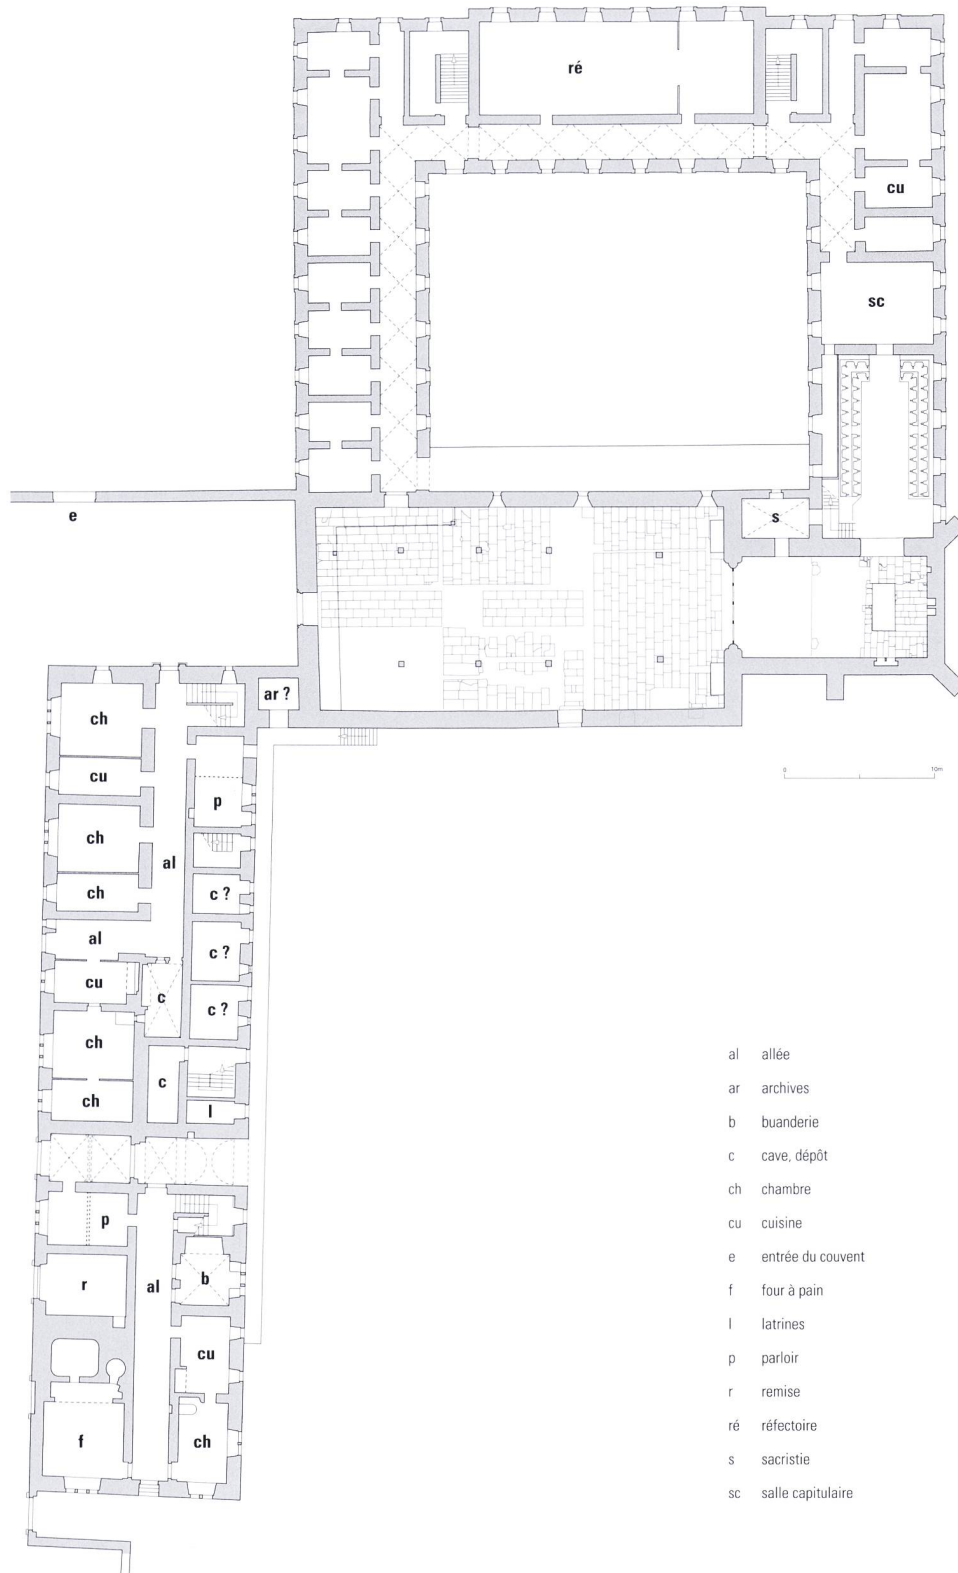 ré
cu
sc
e
s
ar ?
ch
cu
p
ch
al
ch
c ?
al
c ?
cu
c
c ?
ch
c
ch
l
p
r
al
b
cu
f
ch
0 10m
al allée
ar archives
b buanderie
c cave, dépôt
ch chambre
cu cuisine
e entrée du couvent
f four à pain
l latrines
p parloir
r remise
ré réfectoire
s sacristie
sc salle capitulaire